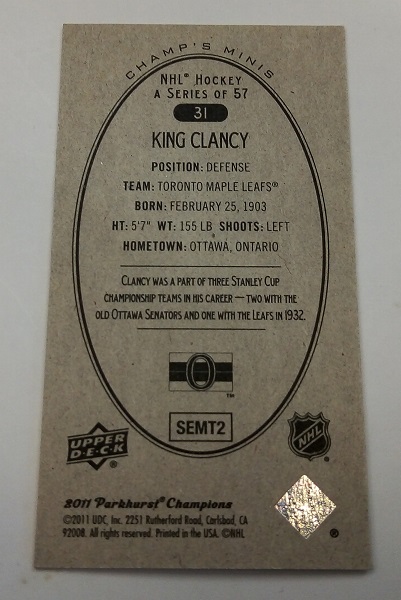 CHAMP'S MINIS
NHL® HOCKEY
A SERIES OF 57
31
KING CLANCY
POSITION: DEFENSE
TEAM: TORONTO MAPLE LEAFS®
BORN: FEBRUARY 25, 1903
HT: 5'7" WT: 155 LB SHOOTS: LEFT
HOMETOWN: OTTAWA, ONTARIO
CLANCY WAS A PART OF THREE STANLEY CUP
CHAMPIONSHIP TEAMS IN HIS CAREER — TWO WITH THE
OLD OTTAWA SENATORS AND ONE WITH THE LEAFS IN 1932.
O
TM
SEMT2
UPPER
D·E·C·K
®
NHL
®
2011 Parkhurst® Champions
©2011 UDC, Inc. 2251 Rutherford Road, Carlsbad, CA
92008. All rights reserved. Printed in the USA. ©NHL
®